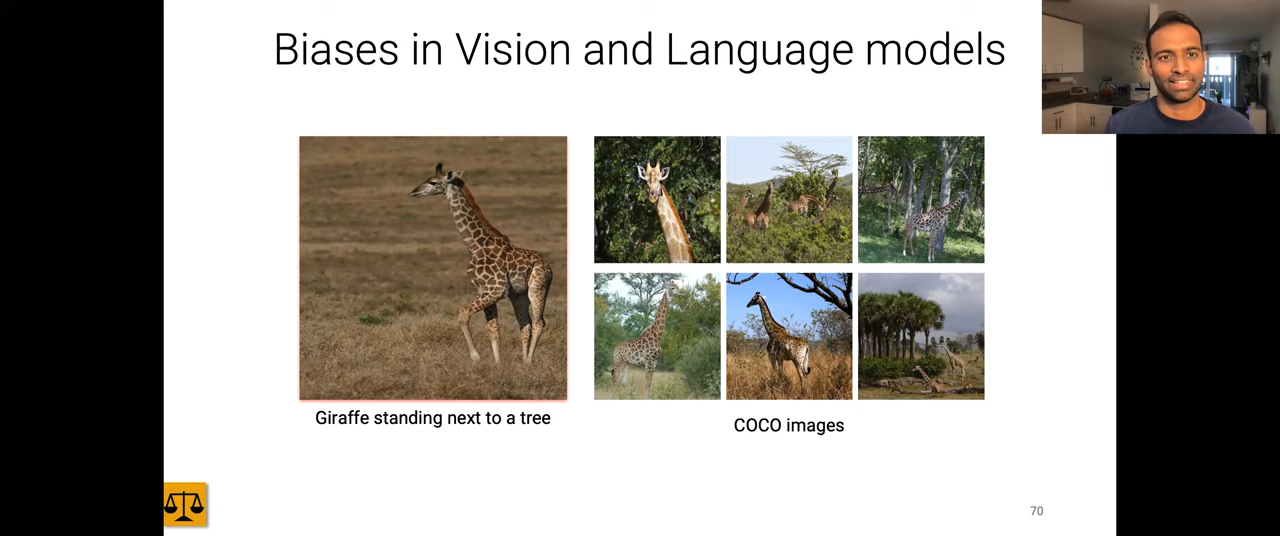 Biases in Vision and Language models
Giraffe standing next to a tree
COCO images
70